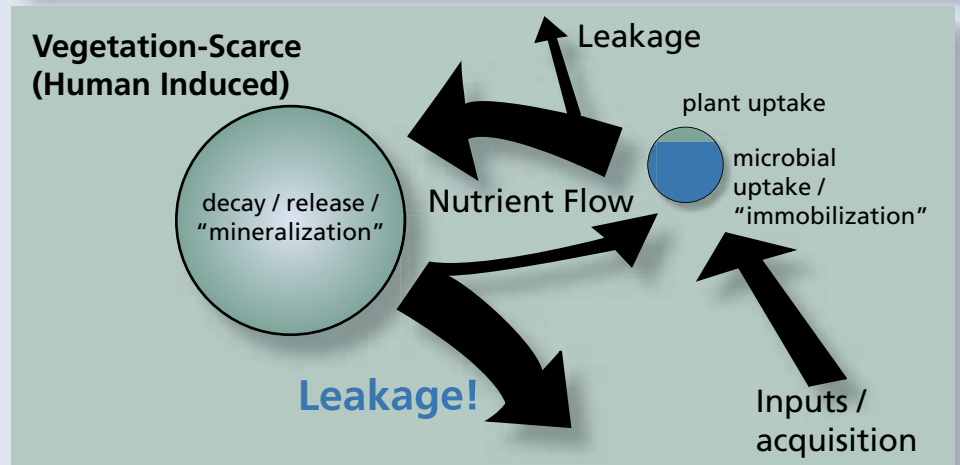 Vegetation-Scarce
(Human Induced)
Leakage
plant uptake
microbial
uptake /
“immobilization”
decay / release /
“mineralization”
Nutrient Flow
Leakage!
Inputs /
acquisition